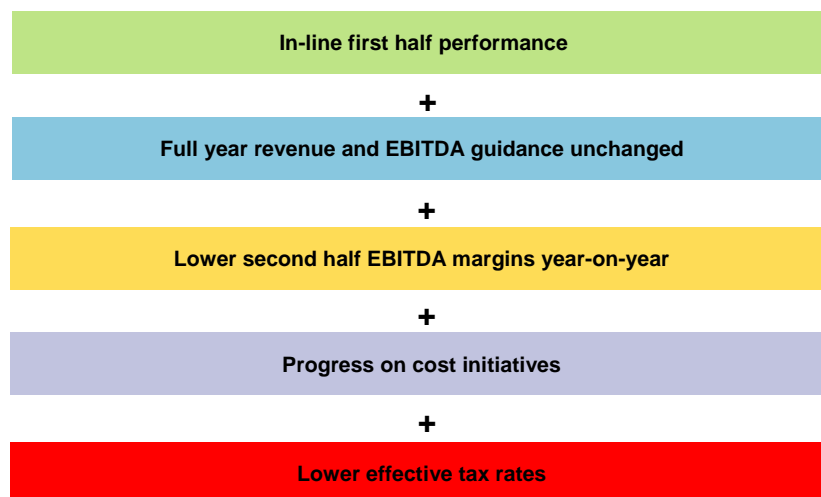 In-line first half performance
+
Full year revenue and EBITDA guidance unchanged
+
Lower second half EBITDA margins year-on-year
+
Progress on cost initiatives
+
Lower effective tax rates